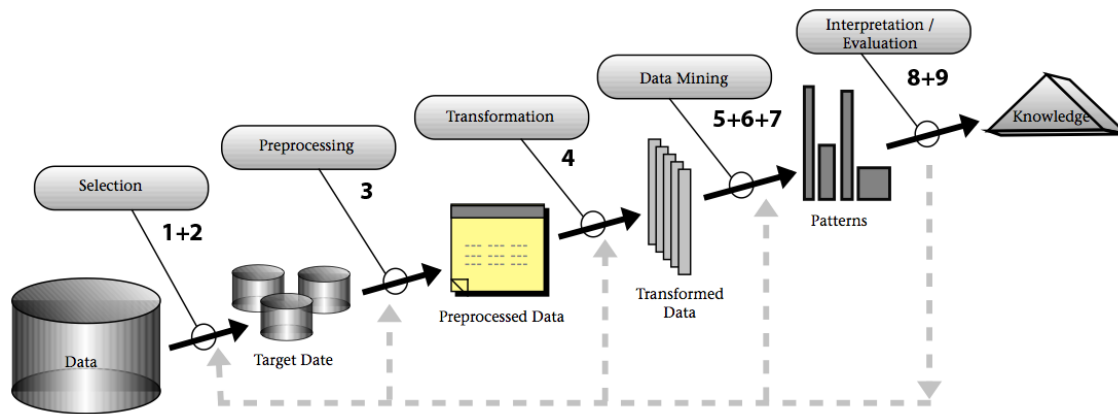 Interpretation /
Evaluation
8+9
Data Mining
5+6+7
Knowledge
Transformation
4
Preprocessing
3
Patterns
Selection
1+2
Transformed
Data
Preprocessed Data
Data
Target Date